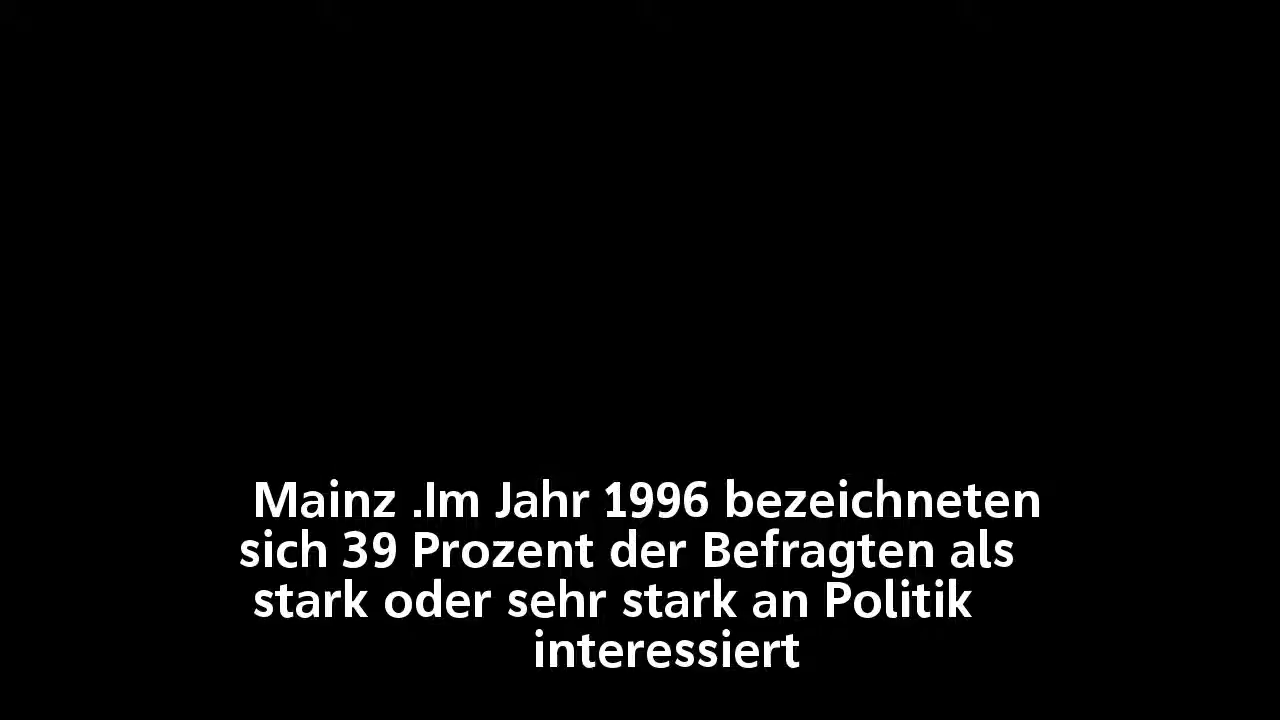 Mainz .Im Jahr 1996 bezeichneten
sich 39 Prozent der Befragten als
stark oder sehr stark an Politik
interessiert